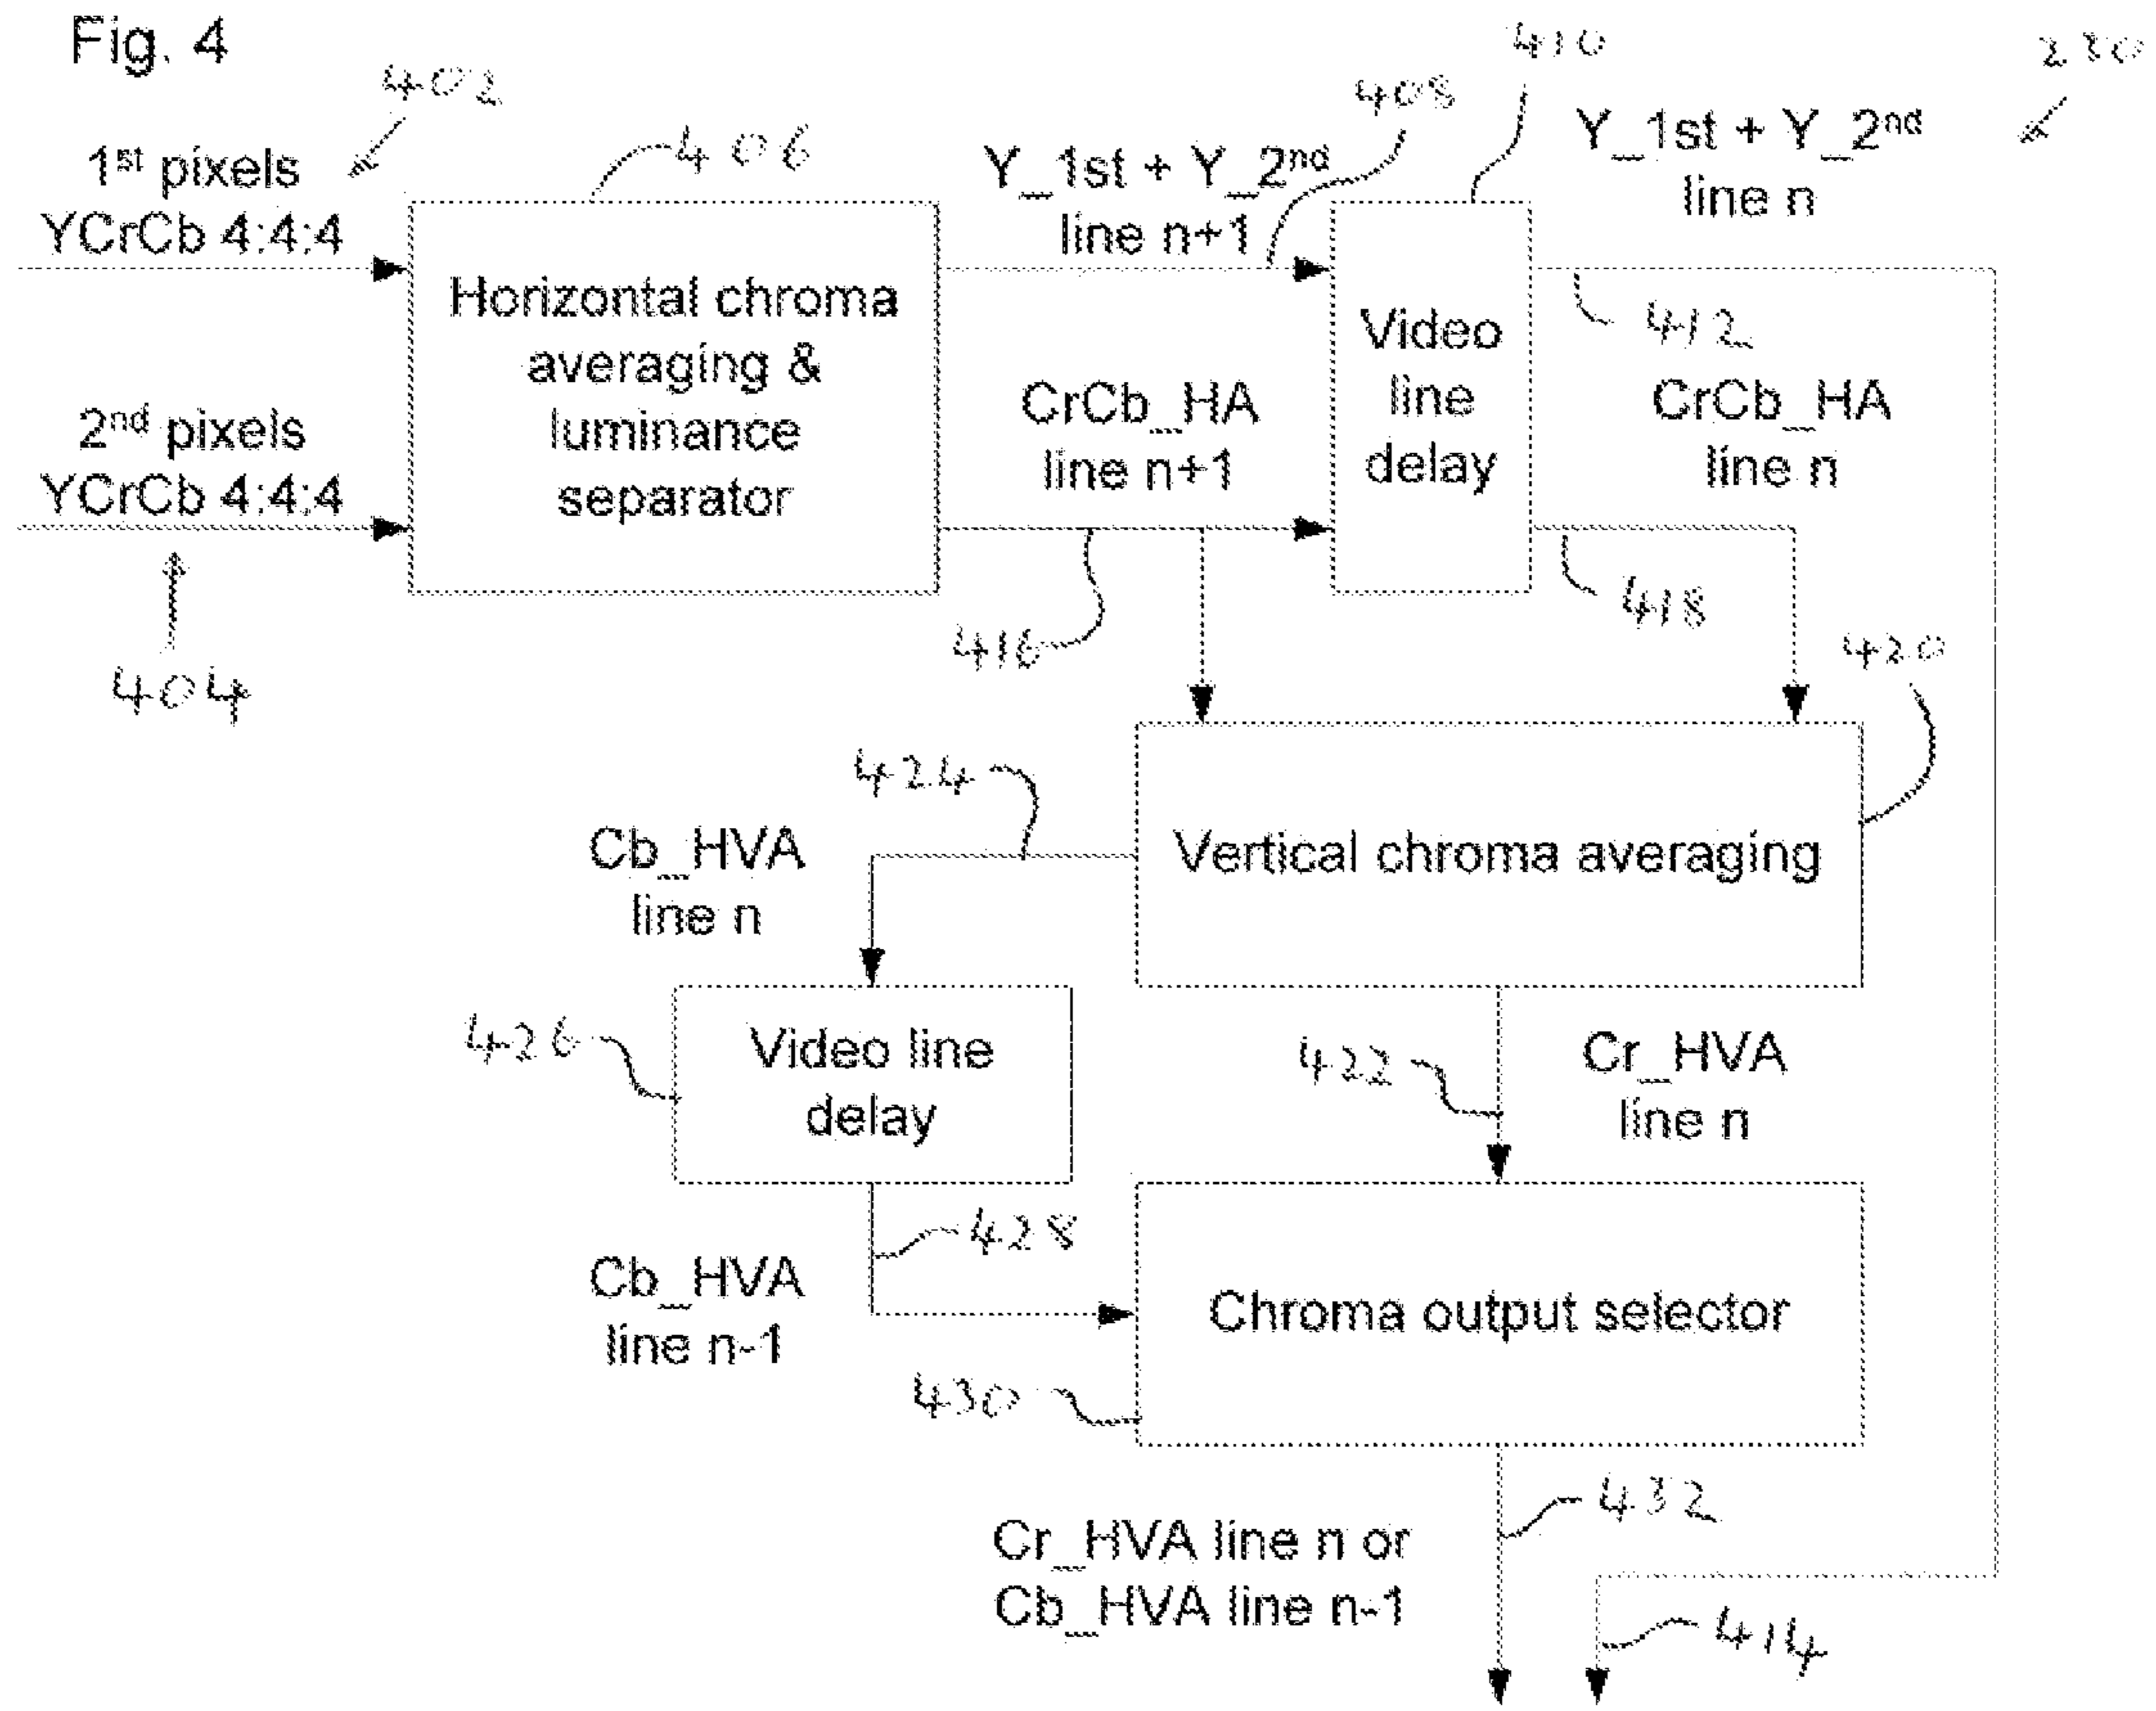 Fig. 4
402
410
230
1st pixels
YCrCb 4:4:4
406
408
Y_1st + Y_2nd
line n+1
Y_1st + Y_2nd
line n
Horizontal chroma
averaging &
luminance
separator
Video
line
delay
412
2nd pixels
YCrCb 4:4:4
CrCb_HA
line n+1
CrCb_HA
line n
404
416
418
420
424
Cb_HVA
line n
Vertical chroma averaging
426
Video line
delay
422
Cr_HVA
line n
428
Cb_HVA
line n-1
Chroma output selector
430
432
Cr_HVA line n or
Cb_HVA line n-1
414